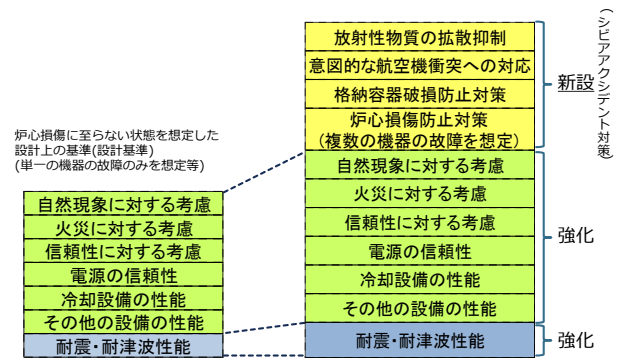 炉心損傷に至らない状態を想定した
設計上の基準(設計基準)
(単一の機器の故障のみを想定等)
自然現象に対する考慮
火災に対する考慮
信頼性に対する考慮
電源の信頼性
冷却設備の性能
その他の設備の性能
耐震・耐津波性能
放射性物質の拡散抑制
意図的な航空機衝突への対応
格納容器破損防止対策
炉心損傷防止対策
(複数の機器の故障を想定)
自然現象に対する考慮
火災に対する考慮
信頼性に対する考慮
電源の信頼性
冷却設備の性能
その他の設備の性能
耐震・耐津波性能
新設
(シビアアクシデント対策)
強化
強化